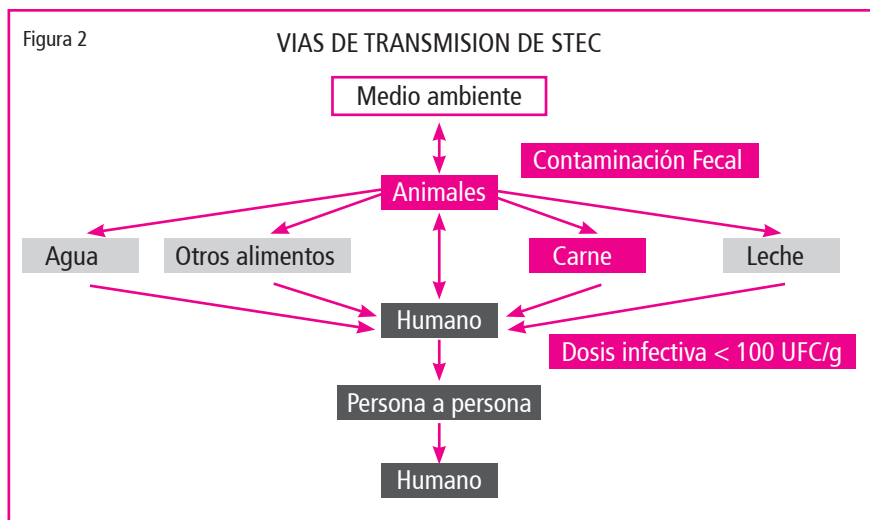 Figura 2
VIAS DE TRANSMISION DE STEC
Medio ambiente
Contaminación Fecal
Animales
Agua
Otros alimentos
Carne
Leche
Humano
Dosis infectiva < 100 UFC/g
Persona a persona
Humano